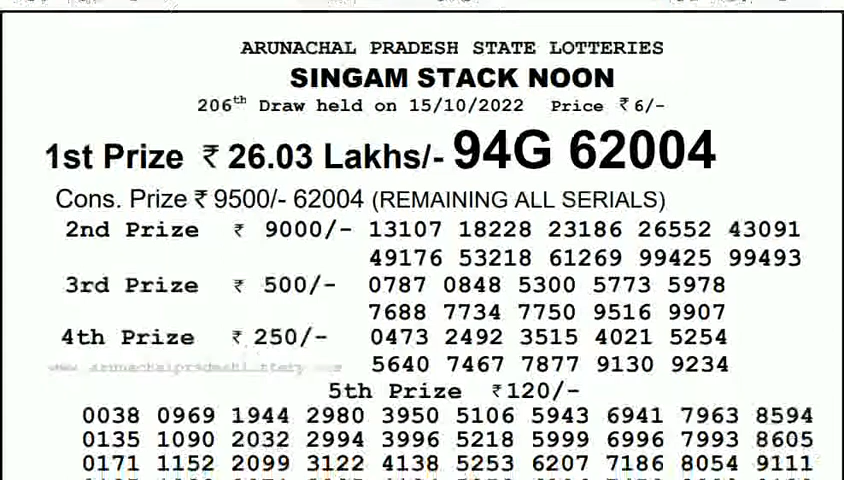 ARUNACHAL PRADESH STATE LOTTERIES
SINGAM STACK NOON
206th Draw held on 15/10/2022 Price ₹ 6/-
1st Prize ₹ 26.03 Lakhs/- 94G 62004
Cons. Prize ₹ 9500/- 62004 (REMAINING ALL SERIALS)
2nd Prize ₹ 9000/- 13107 18228 23186 26552 43091
49176 53218 61269 99425 99493
3rd Prize ₹ 500/- 0787 0848 5300 5773 5978
7688 7734 7750 9516 9907
4th Prize ₹ 250/- 0473 2492 3515 4021 5254
5640 7467 7877 9130 9234
5th Prize ₹120/-
0038 0969 1944 2980 3950 5106 5943 6941 7963 8594
0135 1090 2032 2994 3996 5218 5999 6996 7993 8605
0171 1152 2099 3122 4138 5253 6207 7186 8054 9111